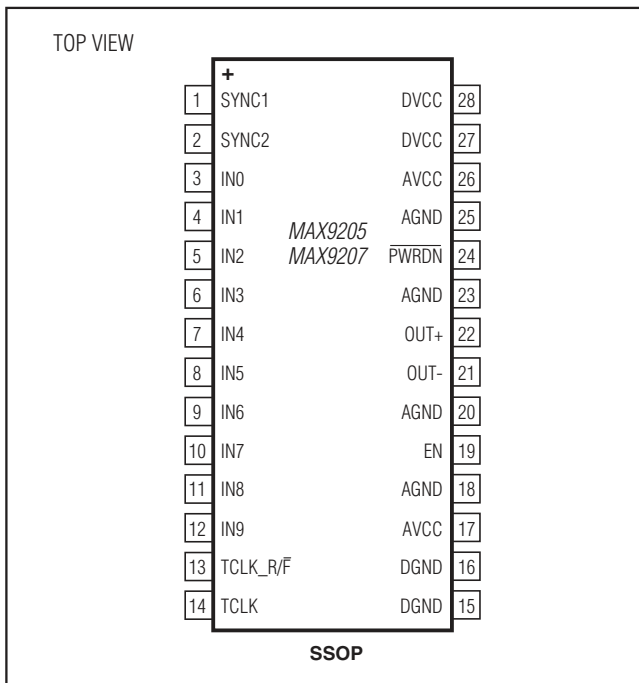 TOP VIEW
+
1 SYNC1 DVCC 28
2 SYNC2 DVCC 27
3 IN0 AVCC 26
4 IN1 AGND 25
MAX9205
5 IN2 MAX9207 P̅W̅R̅D̅N̅ 24
6 IN3 AGND 23
7 IN4 OUT+ 22
8 IN5 OUT- 21
9 IN6 AGND 20
10 IN7 EN 19
11 IN8 AGND 18
12 IN9 AVCC 17
13 TCLK_R/F̅ DGND 16
14 TCLK DGND 15
SSOP